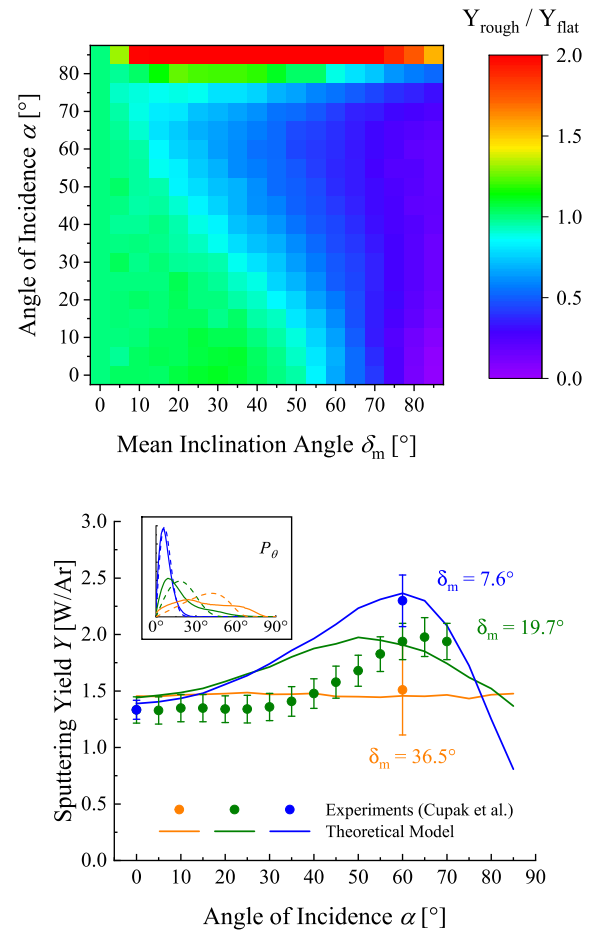 Y_rough / Y_flat
2.0
1.5
1.0
0.5
0.0
Angle of Incidence α [°]
80
70
60
50
40
30
20
10
0
0 10 20 30 40 50 60 70 80
Mean Inclination Angle δ_m [°]
Sputtering Yield Y [W/Ar]
3.0
2.5
2.0
1.5
1.0
0.5
0.0
P_θ
0° 30° 60° 90°
δ_m = 7.6°
δ_m = 19.7°
δ_m = 36.5°
Experiments (Cupak et al.)
Theoretical Model
0 10 20 30 40 50 60 70 80 90
Angle of Incidence α [°]